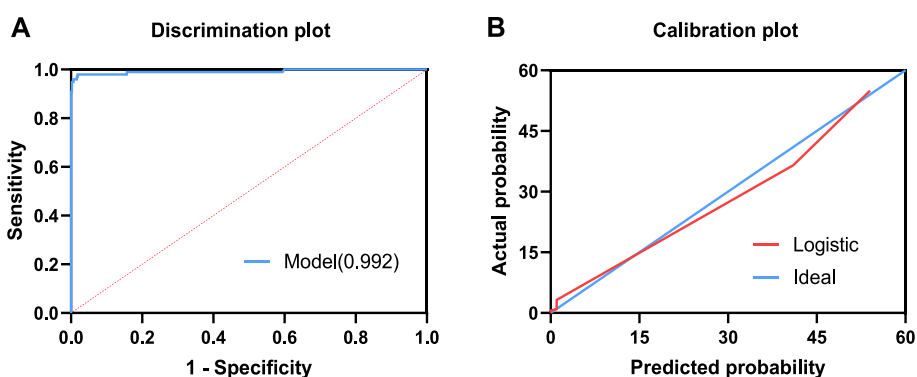 A
Discrimination plot
Sensitivity
1.0
0.8
0.6
0.4
0.2
0.0
Model(0.992)
0.0 0.2 0.4 0.6 0.8 1.0
1 - Specificity
B
Calibration plot
Actual probability
60
45
30
15
0
Logistic
Ideal
0 15 30 45 60
Predicted probability